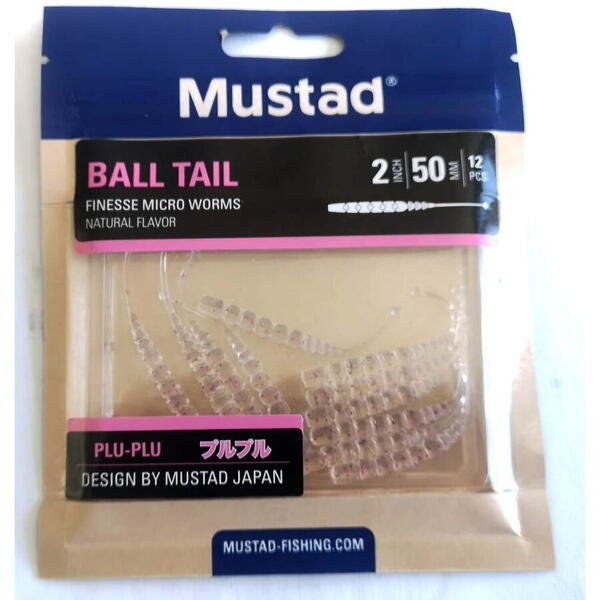 Mustad®
BALL TAIL
FINESSE MICRO WORMS
NATURAL FLAVOR
2 INCH 50 MM 12 PCS
PLU-PLU プルプル
DESIGN BY MUSTAD JAPAN
MUSTAD-FISHING.COM